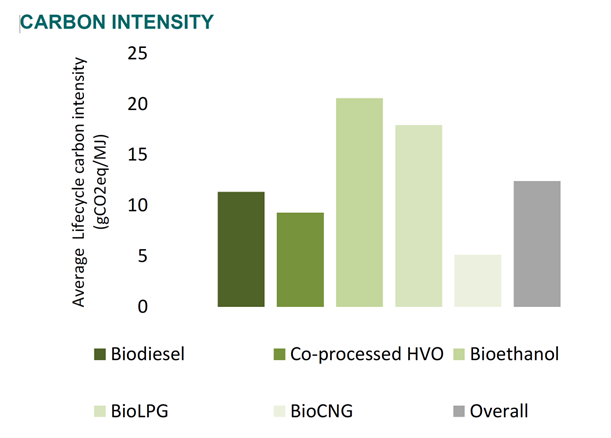 CARBON INTENSITY
Average Lifecycle carbon intensity
(gCO2eq/MJ)
25
20
15
10
5
0
Biodiesel
Co-processed HVO
Bioethanol
BioLPG
BioCNG
Overall